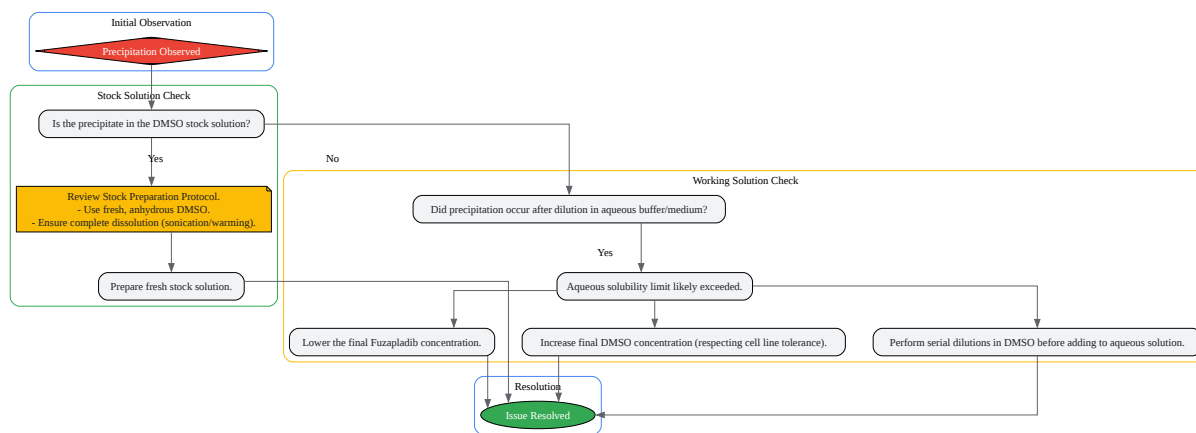 Initial Observation
Precipitation Observed
Stock Solution Check
Is the precipitate in the DMSO stock solution?
Yes
No
Review Stock Preparation Protocol.
- Use fresh, anhydrous DMSO.
- Ensure complete dissolution (sonication/warming).
Prepare fresh stock solution.
Working Solution Check
Did precipitation occur after dilution in aqueous buffer/medium?
Yes
Aqueous solubility limit likely exceeded.
Lower the final Fuzapladib concentration.
Increase final DMSO concentration (respecting cell line tolerance).
Perform serial dilutions in DMSO before adding to aqueous solution.
Resolution
Issue Resolved